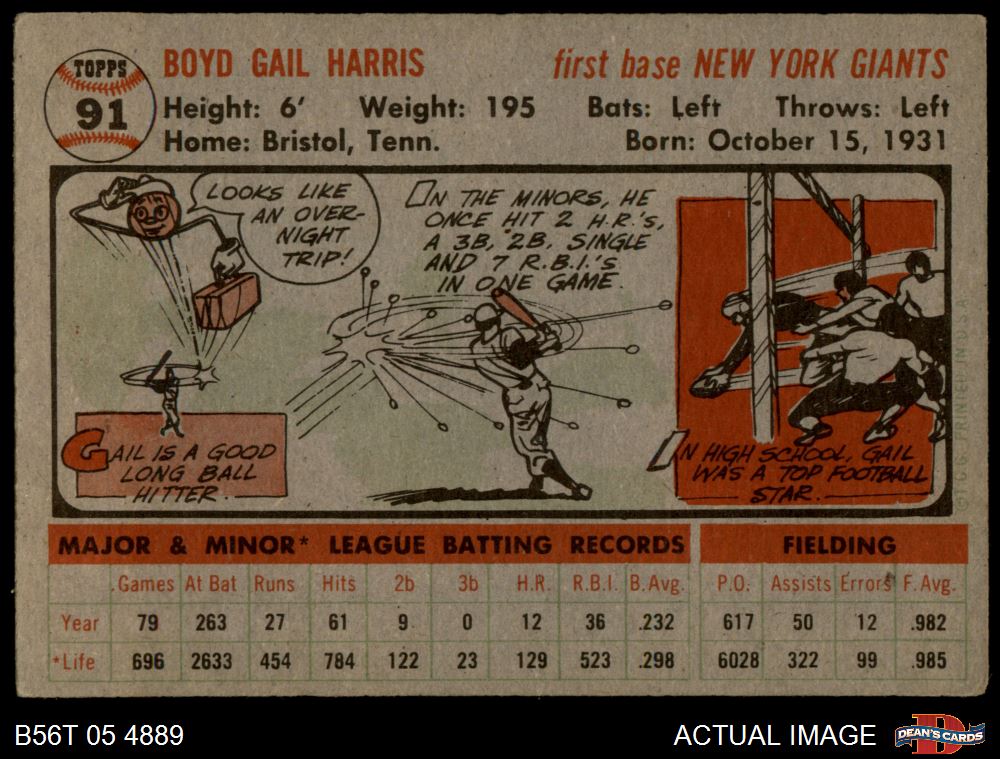 TOPPS
91
BOYD GAIL HARRIS first base NEW YORK GIANTS
Height: 6' Weight: 195 Bats: Left Throws: Left
Home: Bristol, Tenn. Born: October 15, 1931
LOOKS LIKE
AN OVER-
NIGHT
TRIP!
IN THE MINORS, HE
ONCE HIT 2 H.R.'s,
A 3B, 2B, SINGLE
AND 7 R.B.I.'s
IN ONE GAME.
GAIL IS A GOOD
LONG BALL
HITTER.
IN HIGH SCHOOL, GAIL
WAS A TOP FOOTBALL
STAR.
©T.C.G. PRINTED IN U.S.A.
MAJOR & MINOR* LEAGUE BATTING RECORDS FIELDING
Games At Bat Runs Hits 2b 3b H.R. R.B.I. B.Avg. P.O. Assists Errors F. Avg.
Year 79 263 27 61 9 0 12 36 .232 617 50 12 .982
*Life 696 2633 454 784 122 23 129 523 .298 6028 322 99 .985
B56T 05 4889 ACTUAL IMAGE
D
DEAN'S CARDS